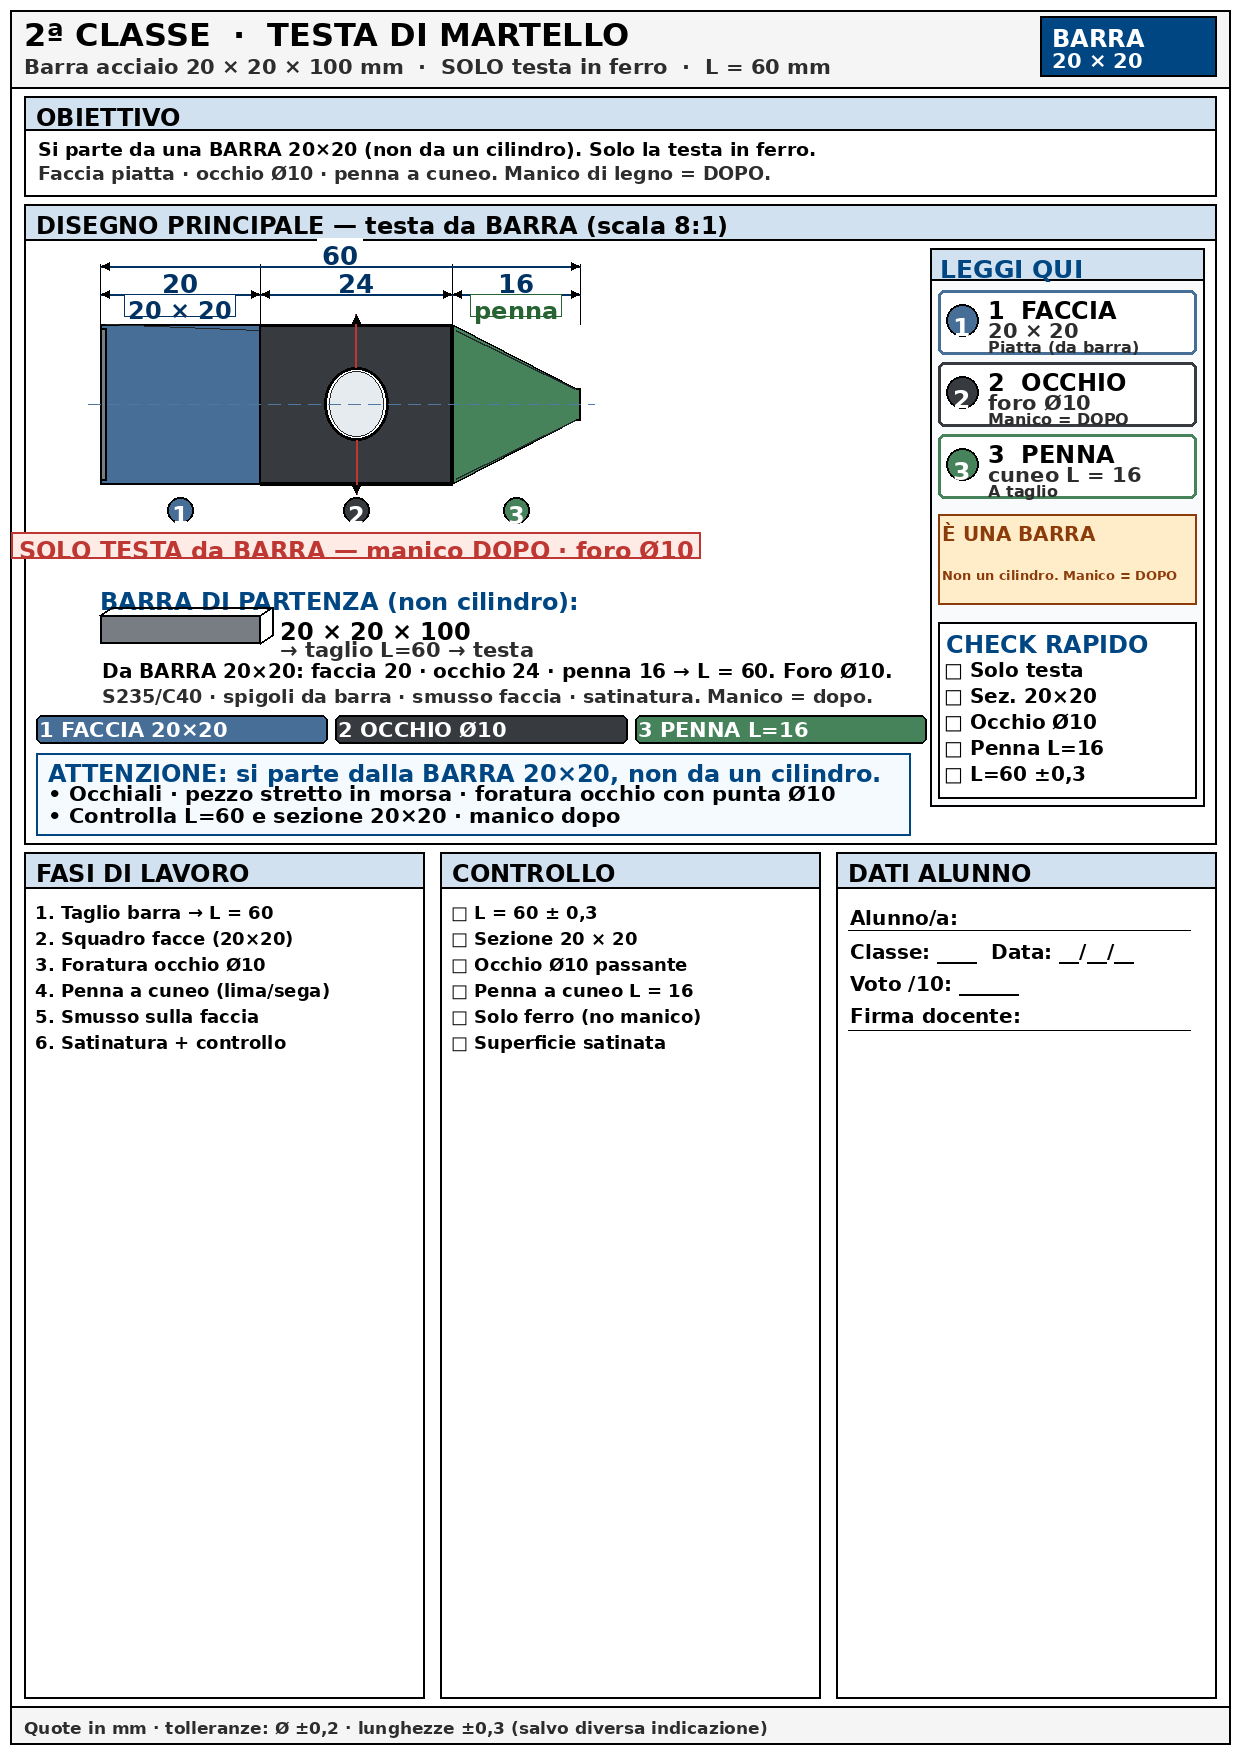 2ª CLASSE · TESTA DI MARTELLO
Barra acciaio 20 × 20 × 100 mm · SOLO testa in ferro · L = 60 mm
BARRA
20 × 20
OBIETTIVO
Si parte da una BARRA 20×20 (non da un cilindro). Solo la testa in ferro.
Faccia piatta · occhio Ø10 · penna a cuneo. Manico di legno = DOPO.
DISEGNO PRINCIPALE — testa da BARRA (scala 8:1)
60
20
24
16
20 × 20
penna
1
2
3
SOLO TESTA da BARRA — manico DOPO · foro Ø10
BARRA DI PARTENZA (non cilindro):
20 × 20 × 100
→ taglio L=60 → testa
Da BARRA 20×20: faccia 20 · occhio 24 · penna 16 → L = 60. Foro Ø10.
S235/C40 · spigoli da barra · smusso faccia · satinatura. Manico = dopo.
1 FACCIA 20×20
2 OCCHIO Ø10
3 PENNA L=16
ATTENZIONE: si parte dalla BARRA 20×20, non da un cilindro.
• Occhiali · pezzo stretto in morsa · foratura occhio con punta Ø10
• Controlla L=60 e sezione 20×20 · manico dopo
LEGGI QUI
1
1 FACCIA
20 × 20
Piatta (da barra)
2
2 OCCHIO
foro Ø10
Manico = DOPO
3
3 PENNA
cuneo L = 16
A taglio
È UNA BARRA
Non un cilindro. Manico = DOPO
CHECK RAPIDO
□ Solo testa
□ Sez. 20×20
□ Occhio Ø10
□ Penna L=16
□ L=60 ±0,3
FASI DI LAVORO
1. Taglio barra → L = 60
2. Squadro facce (20×20)
3. Foratura occhio Ø10
4. Penna a cuneo (lima/sega)
5. Smusso sulla faccia
6. Satinatura + controllo
CONTROLLO
□ L = 60 ± 0,3
□ Sezione 20 × 20
□ Occhio Ø10 passante
□ Penna a cuneo L = 16
□ Solo ferro (no manico)
□ Superficie satinata
DATI ALUNNO
Alunno/a:
Classe: ____ Data: __/__/__
Voto /10: ______
Firma docente:
Quote in mm · tolleranze: Ø ±0,2 · lunghezze ±0,3 (salvo diversa indicazione)